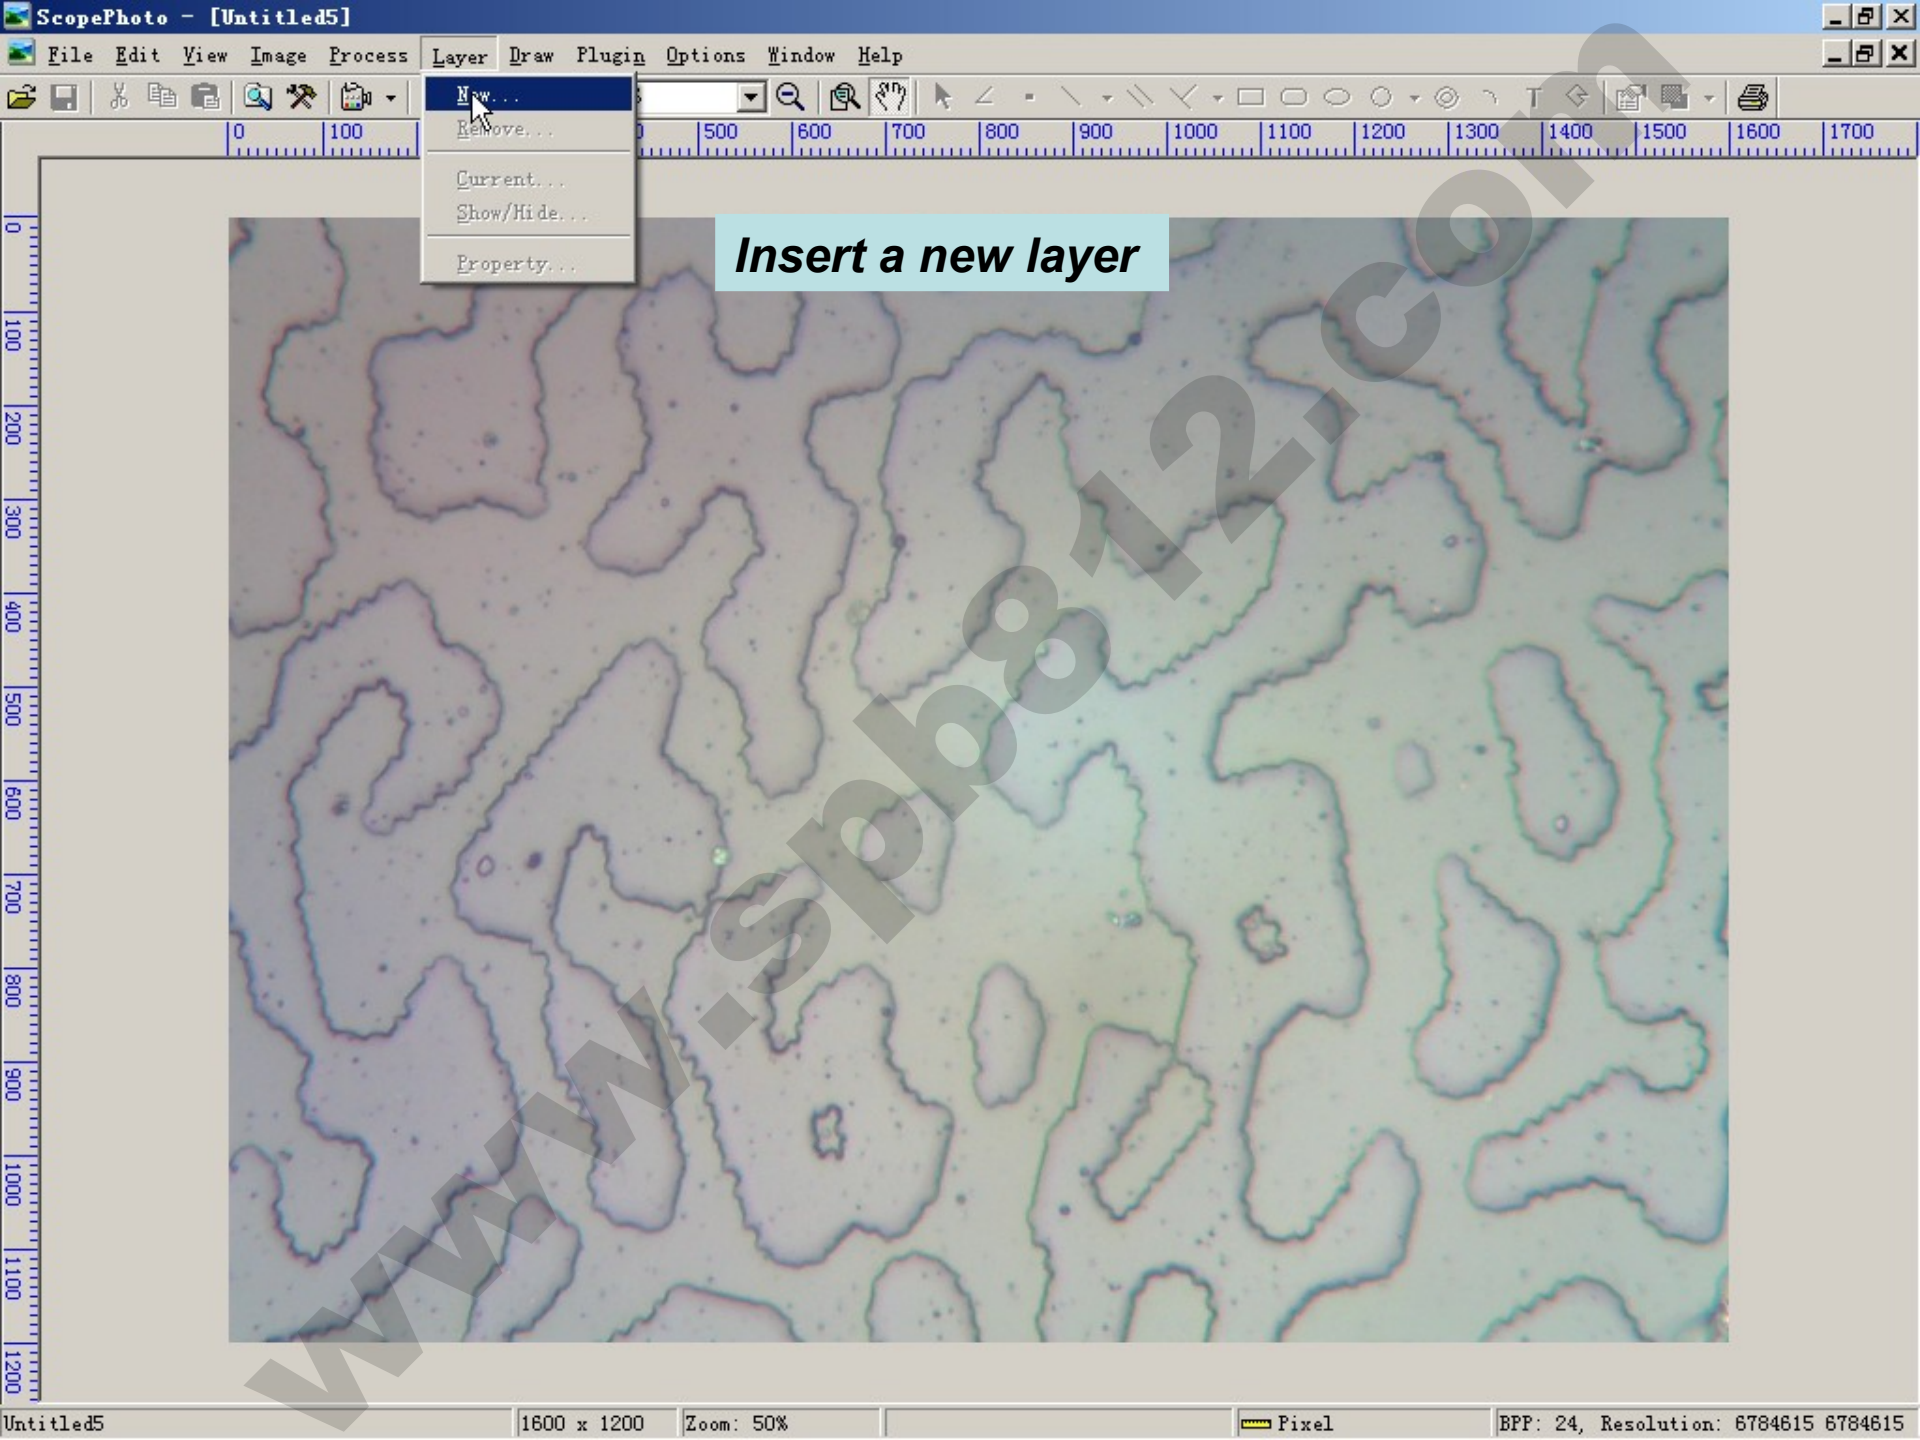 ScopePhoto - [Untitled5]
File Edit View Image Process Layer Draw Plugin Options Window Help
New...
Remove...
Current...
Show/Hide...
Property...
0 100 500 600 700 800 900 1000 1100 1200 1300 1400 1500 1600 1700
Insert a new layer
0
100
200
300
400
500
600
700
800
900
1000
1100
1200
www.spb812.com
Untitled5 1600 x 1200 Zoom: 50% Pixel BPP: 24, Resolution: 6784615 6784615